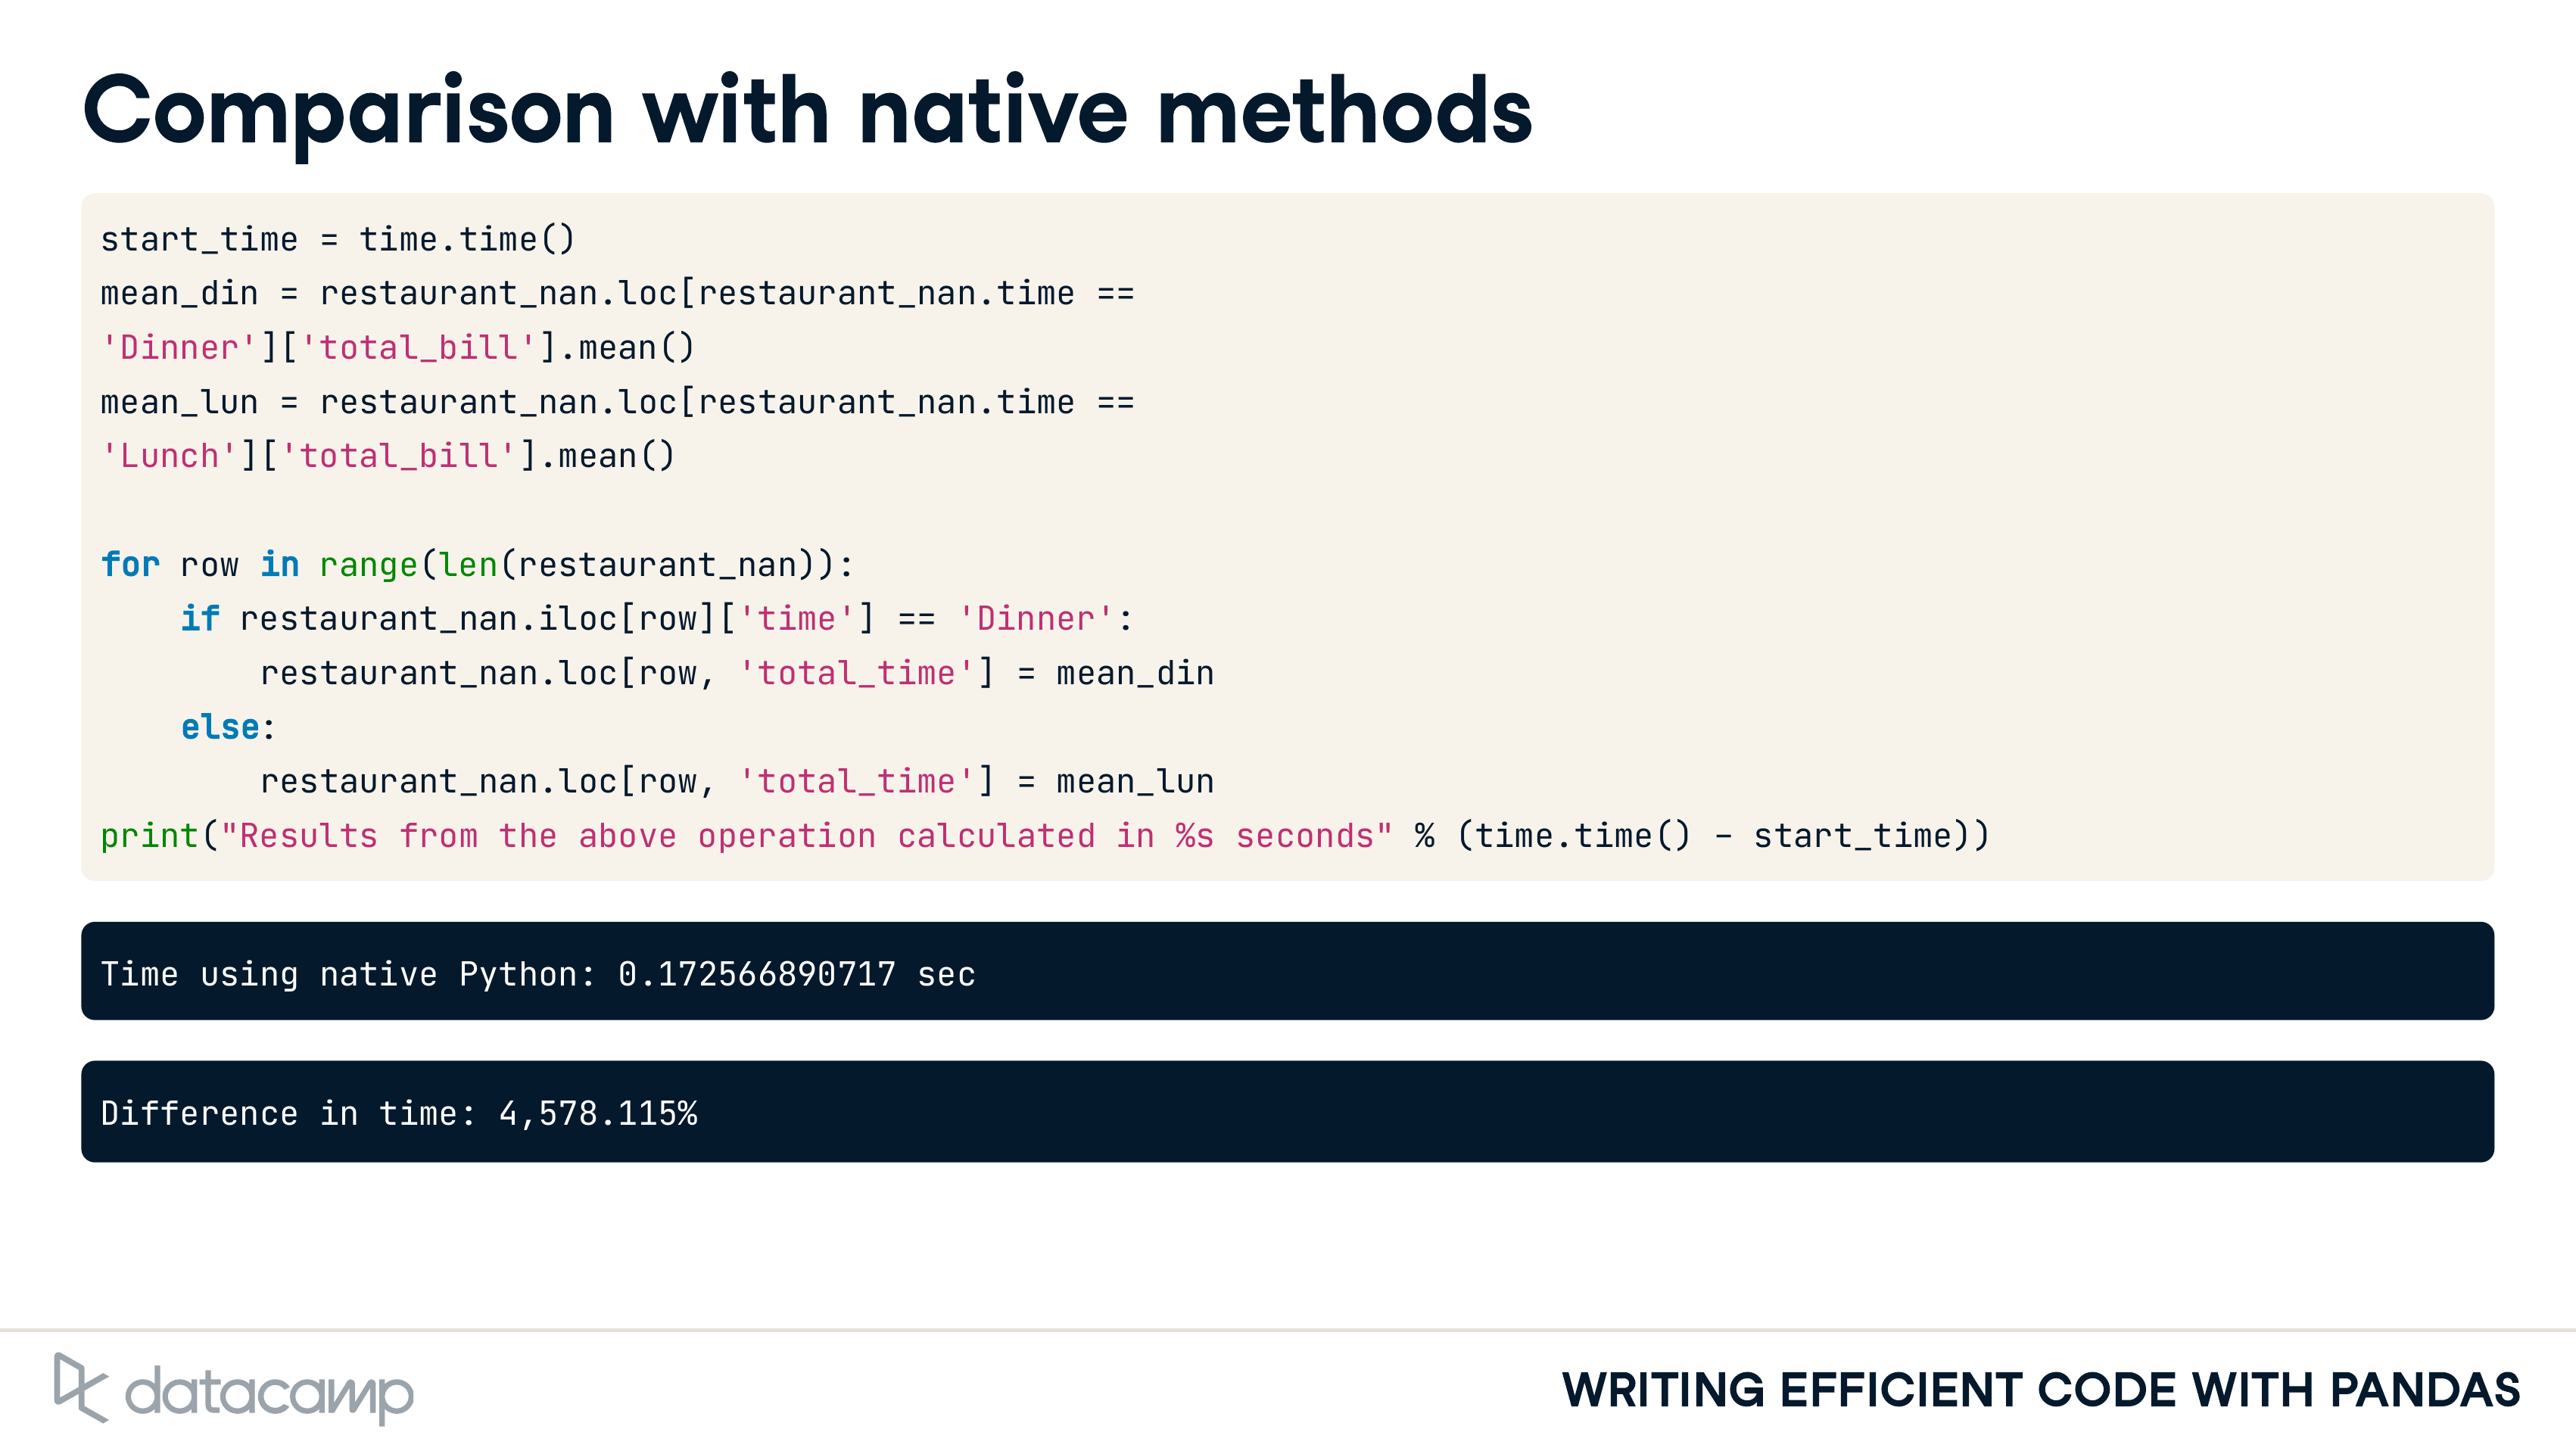 Comparison with native methods
start_time = time.time()
mean_din = restaurant_nan.loc[restaurant_nan.time ==
'Dinner']['total_bill'].mean()
mean_lun = restaurant_nan.loc[restaurant_nan.time ==
'Lunch']['total_bill'].mean()
for row in range(len(restaurant_nan)):
    if restaurant_nan.iloc[row]['time'] == 'Dinner':
        restaurant_nan.loc[row, 'total_time'] = mean_din
    else:
        restaurant_nan.loc[row, 'total_time'] = mean_lun
print("Results from the above operation calculated in %s seconds" % (time.time() - start_time))
Time using native Python: 0.172566890717 sec
Difference in time: 4,578.115%
datacamp
WRITING EFFICIENT CODE WITH PANDAS